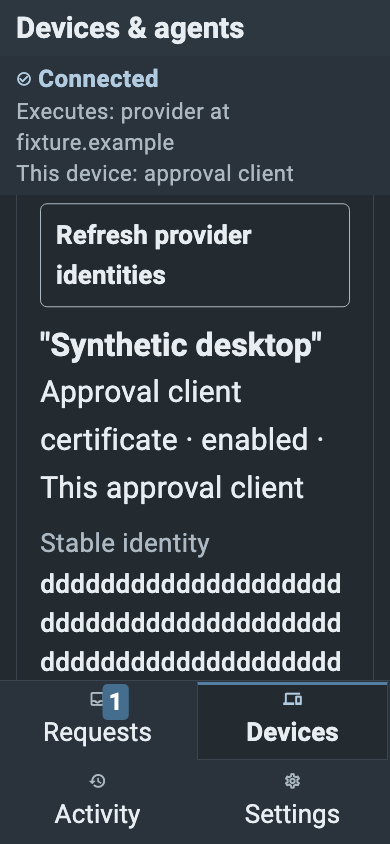 Devices & agents
Connected
Executes: provider at
fixture.example
This device: approval client
Refresh provider
identities
"Synthetic desktop"
Approval client
certificate · enabled ·
This approval client
Stable identity
dddddddddddddddddddd
dddddddddddddddddddd
dddddddddddddddddddd
1
Requests
Devices
Activity
Settings